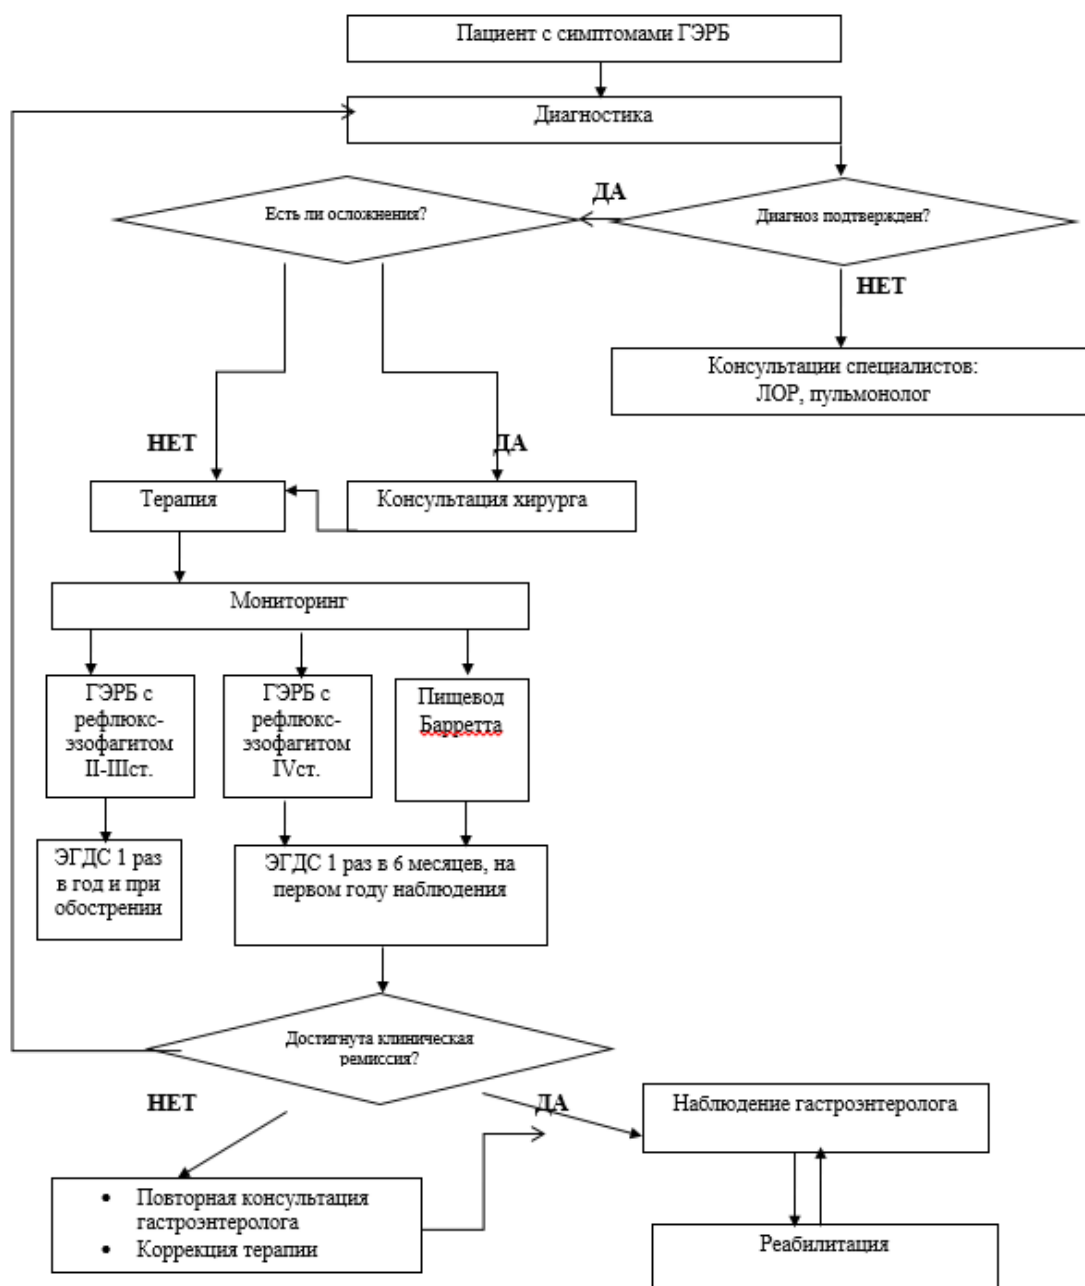 Пациент с симптомами ГЭРБ
Диагностика
ДА
Есть ли осложнения?
Диагноз подтвержден?
НЕТ
Консультации специалистов:
ЛОР, пульмонолог
НЕТ
ДА
Терапия
Консультация хирурга
Мониторинг
ГЭРБ с
рефлюкс-
эзофагитом
II-IIIст.
ГЭРБ с
рефлюкс-
эзофагитом
IVст.
Пищевод
Барретта
ЭГДС 1 раз
в год и при
обострении
ЭГДС 1 раз в 6 месяцев, на
первом году наблюдения
Достигнута клиническая
ремиссия?
НЕТ
ДА
Наблюдение гастроэнтеролога
• Повторная консультация
гастроэнтеролога
• Коррекция терапии
Реабилитация